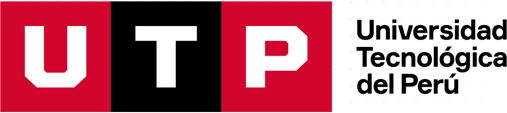 UTP
Universidad
Tecnológica
del Perú